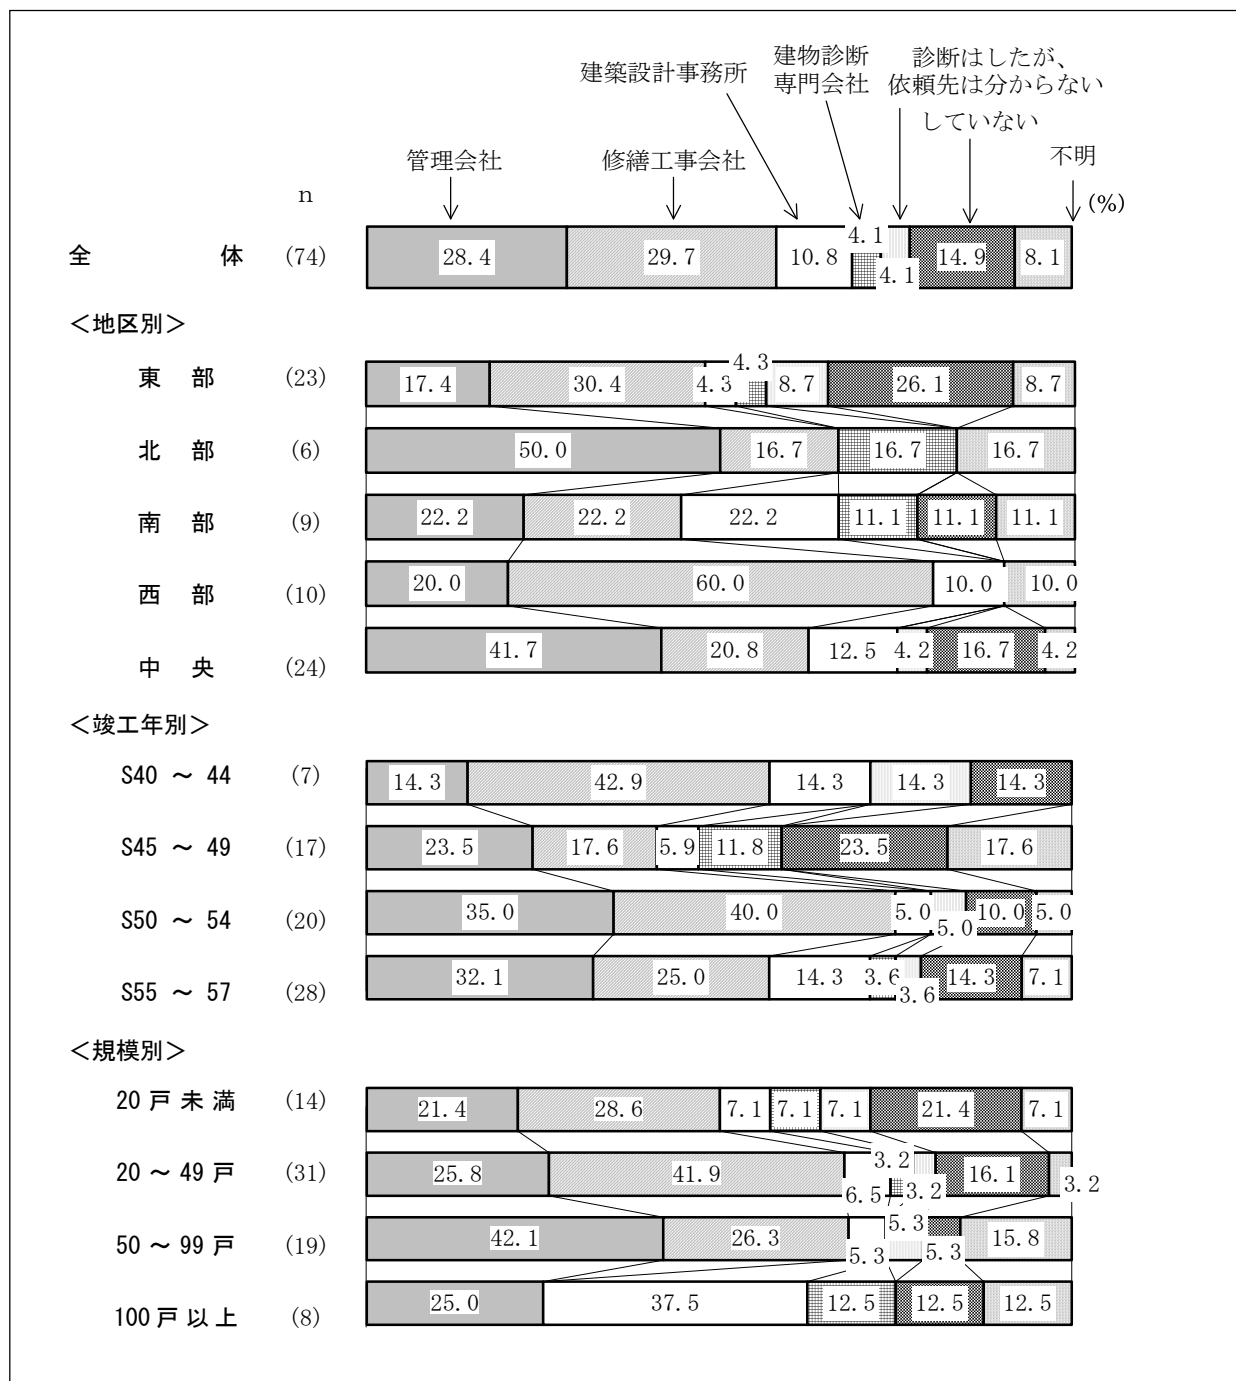 建物診断
専門会社
診断はしたが、
依頼先は分からない
建築設計事務所
していない
管理会社
修繕工事会社
不明
n
(%)
全体 (74) 28.4 29.7 10.8 4.1 4.1 14.9 8.1
＜地区別＞
東部 (23) 17.4 30.4 4.3 4.3 8.7 26.1 8.7
北部 (6) 50.0 16.7 16.7 16.7
南部 (9) 22.2 22.2 22.2 11.1 11.1 11.1
西部 (10) 20.0 60.0 10.0 10.0
中央 (24) 41.7 20.8 12.5 4.2 16.7 4.2
＜竣工年別＞
S40 ～ 44 (7) 14.3 42.9 14.3 14.3 14.3
S45 ～ 49 (17) 23.5 17.6 5.9 11.8 23.5 17.6
S50 ～ 54 (20) 35.0 40.0 5.0 5.0 10.0 5.0
S55 ～ 57 (28) 32.1 25.0 14.3 3.6 3.6 14.3 7.1
＜規模別＞
20戸未満 (14) 21.4 28.6 7.1 7.1 7.1 21.4 7.1
20～49戸 (31) 25.8 41.9 6.5 3.2 3.2 16.1 3.2
50～99戸 (19) 42.1 26.3 5.3 5.3 5.3 15.8
100戸以上 (8) 25.0 37.5 12.5 12.5 12.5